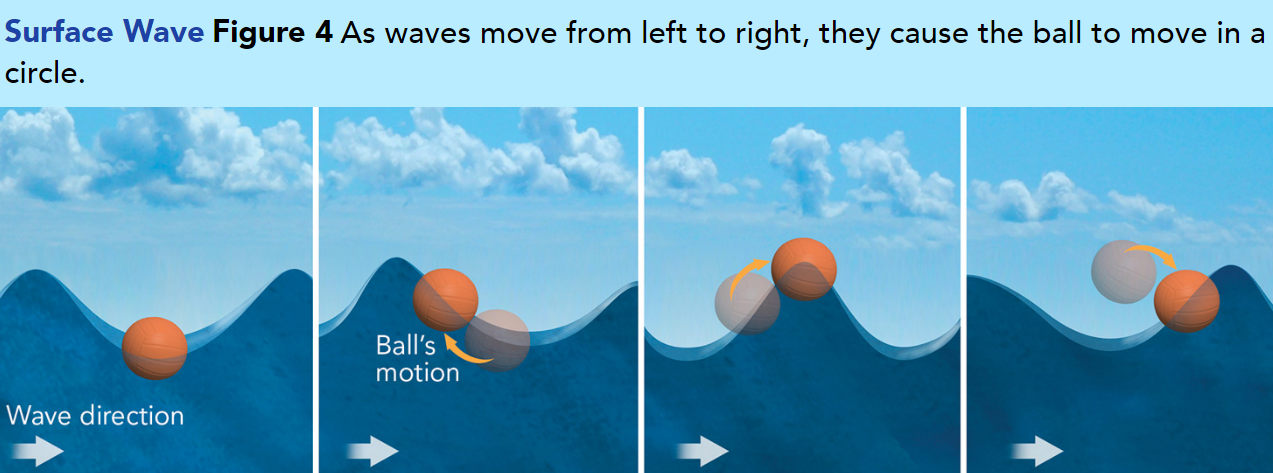 Surface Wave Figure 4 As waves move from left to right, they cause the ball to move in a
circle.
Wave direction
Ball's
motion